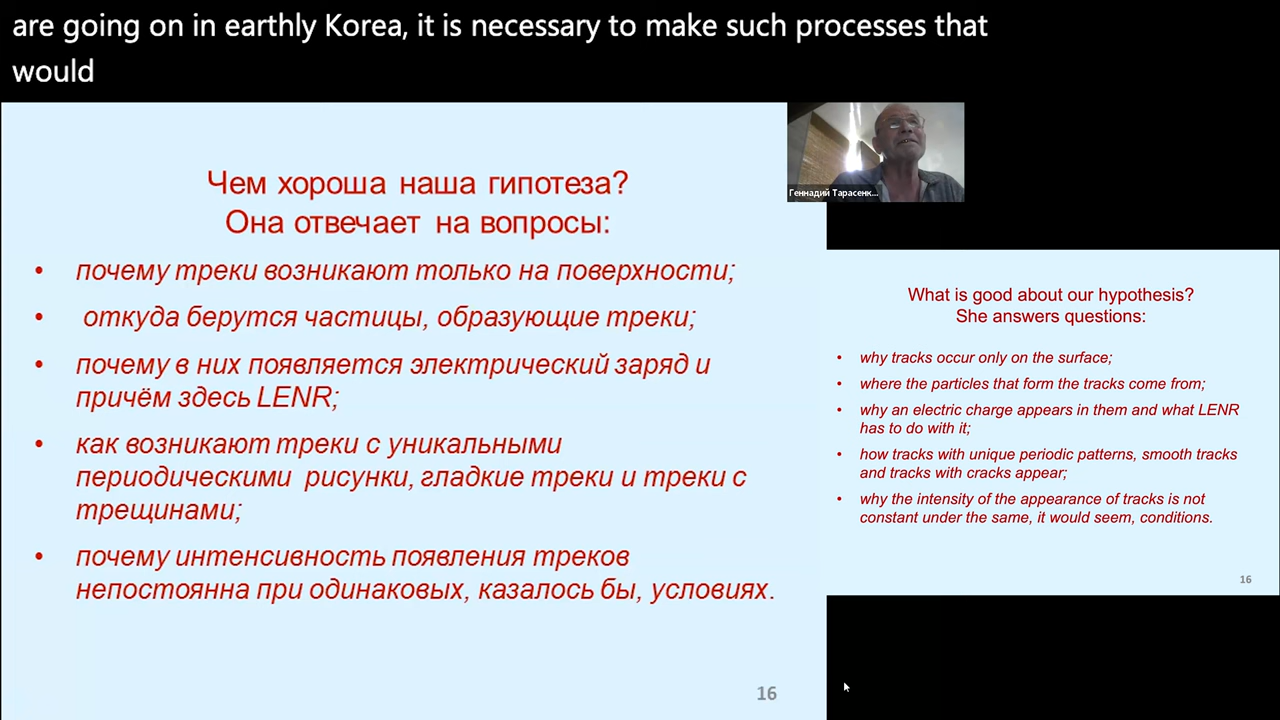 are going on in earthly Korea, it is necessary to make such processes that
would
Чем хороша наша гипотеза?
Она отвечает на вопросы:
• почему треки возникают только на поверхности;
• откуда берутся частицы, образующие треки;
• почему в них появляется электрический заряд и
причём здесь LENR;
• как возникают треки с уникальными
периодическими рисунки, гладкие треки и треки с
трещинами;
• почему интенсивность появления треков
непостоянна при одинаковых, казалось бы, условиях.
16
Геннадий Тарасенк...
What is good about our hypothesis?
She answers questions:
• why tracks occur only on the surface;
• where the particles that form the tracks come from;
• why an electric charge appears in them and what LENR
has to do with it;
• how tracks with unique periodic patterns, smooth tracks
and tracks with cracks appear;
• why the intensity of the appearance of tracks is not
constant under the same, it would seem, conditions.
16